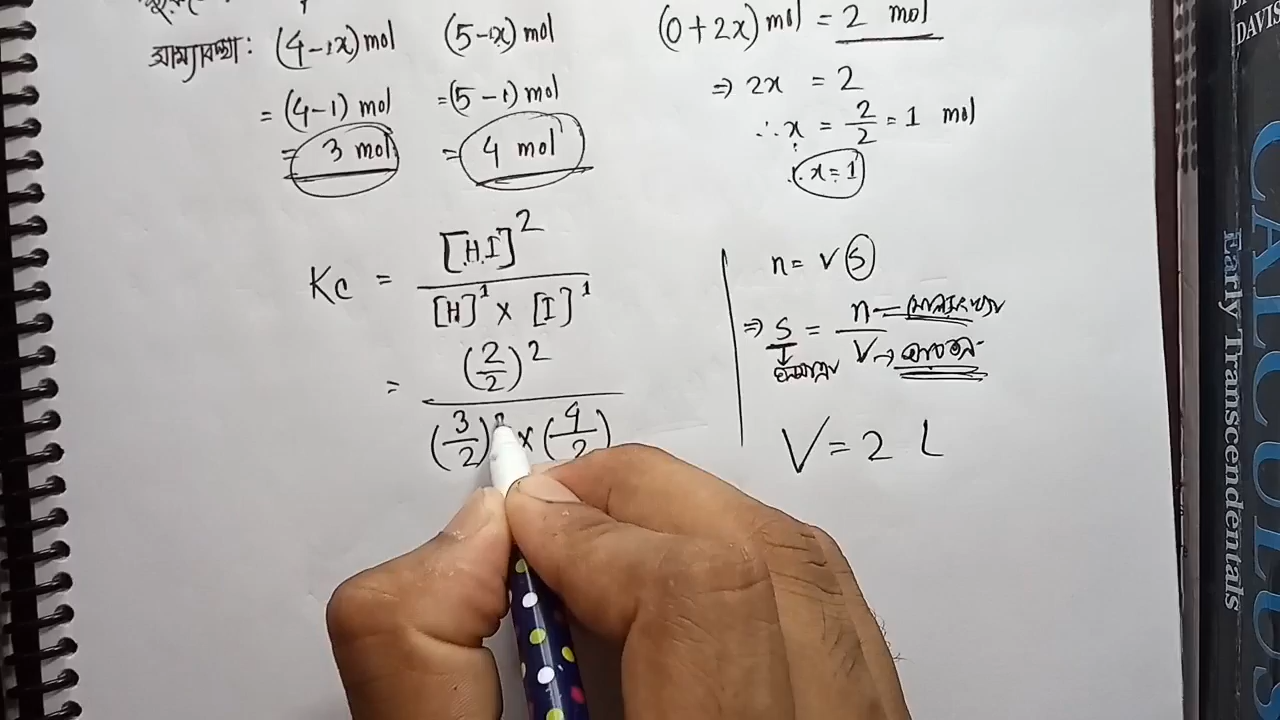 সাম্যাবস্থা : (4-1x) mol (5-1x) mol (0+2x) mol = 2 mol
= (4-1) mol = (5-1) mol ⇒ 2x = 2
= 3 mol = 4 mol ∴ x = 2/2 = 1 mol
∴ x = 1
Kc = [HI]^2 / [H]^1 × [I]^1
= (2/2)^2 / (3/2) × (4/2)
n = VS
⇒ S = n/V
V = 2 L
DAVIS
CALCULUS
Early Transcendentals